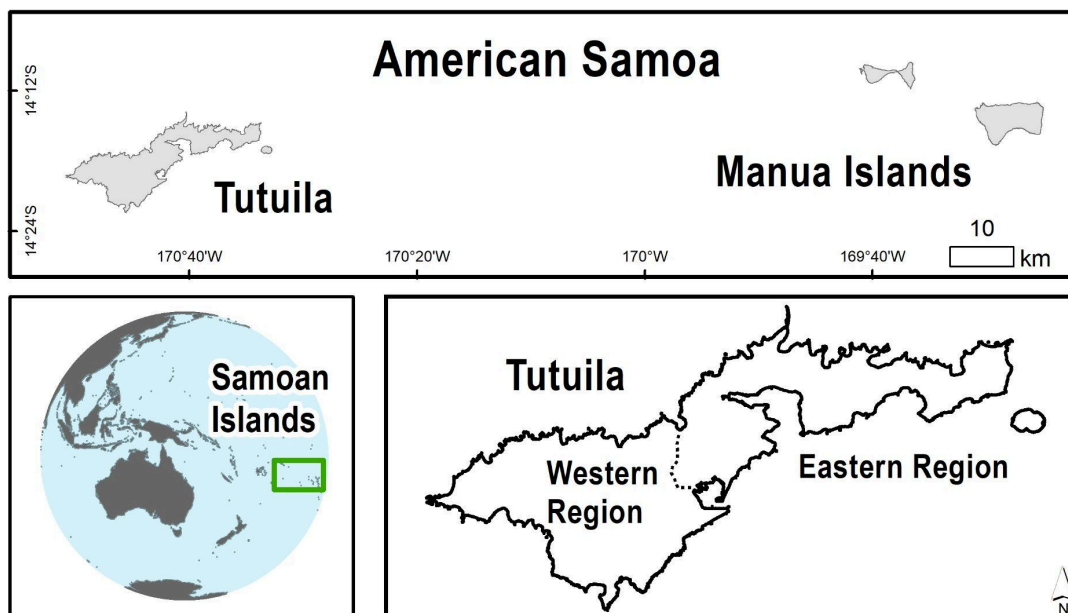 American Samoa
14°12'S
Tutuila
Manua Islands
14°24'S
10
km
170°40'W
170°20'W
170°0'W
169°40'W
Samoan
Islands
Tutuila
Western
Region
Eastern Region
N